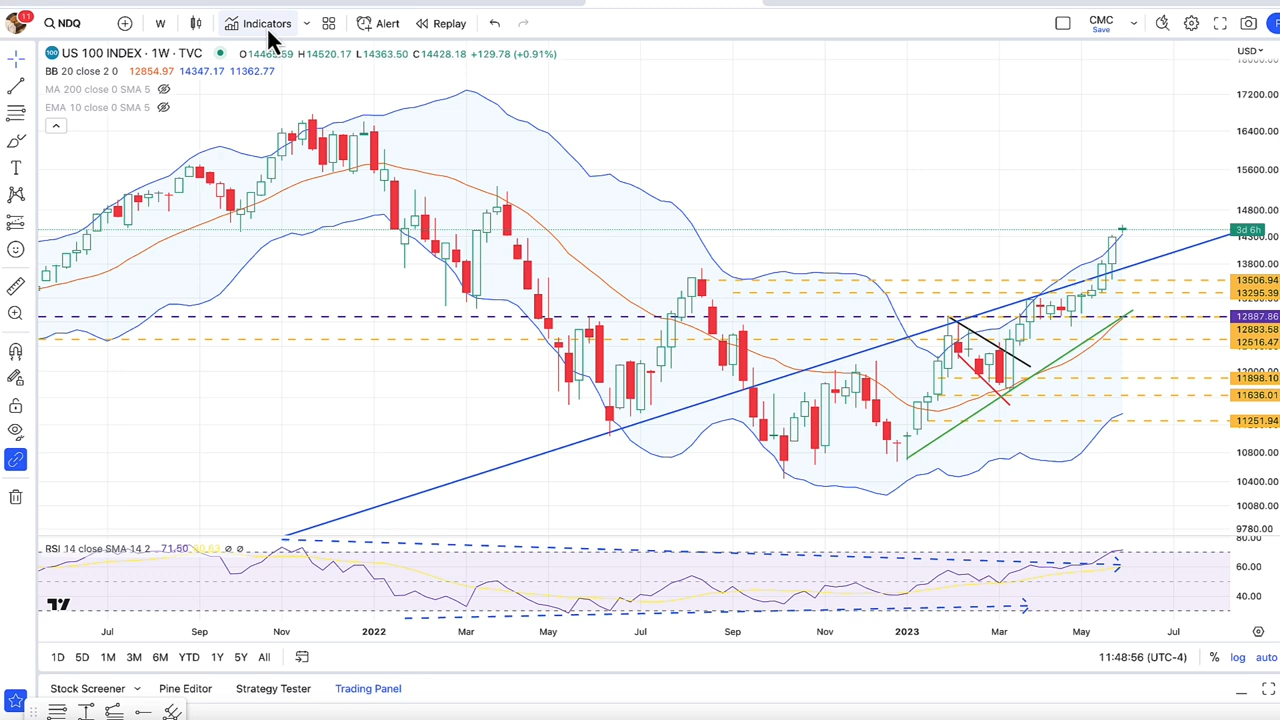 11
NDQ
W
Indicators
Alert
Replay
CMC
Save
US 100 INDEX · 1W · TVC
H14520.17 L14363.50 C14428.18 +129.78 (+0.91%)
USD
BB 20 close 2 0 12854.97 14347.17 11362.77
MA 200 close 0 SMA 5
EMA 10 close 0 SMA 5
17200.00
16400.00
15600.00
14800.00
3d 6h
13800.00
13506.94
13295.39
12887.86
12883.58
12516.47
11898.10
11636.01
11251.94
10800.00
10400.00
10080.00
9780.00
80.00
RSI 14 close SMA 14 2 71.50
60.00
40.00
Jul Sep Nov 2022 Mar May Jul Sep Nov 2023 Mar May Jul
1D 5D 1M 3M 6M YTD 1Y 5Y All
11:48:56 (UTC-4) % log auto
Stock Screener Pine Editor Strategy Tester Trading Panel